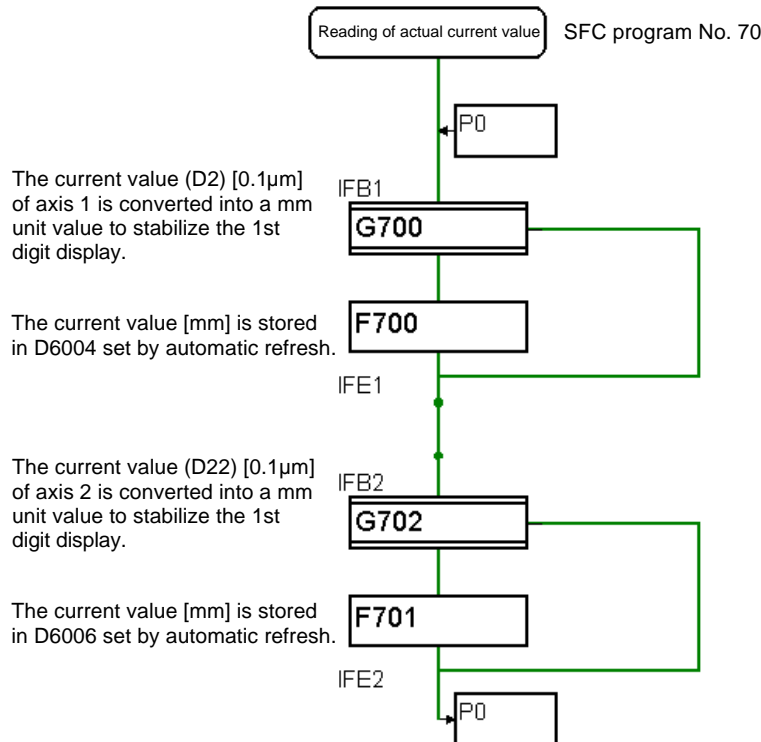 Reading of actual current value
SFC program No. 70
P0
The current value (D2) [0.1µm]
of axis 1 is converted into a mm
unit value to stabilize the 1st
digit display.
IFB1
G700
The current value [mm] is stored
in D6004 set by automatic refresh.
F700
IFE1
The current value (D22) [0.1µm]
of axis 2 is converted into a mm
unit value to stabilize the 1st
digit display.
IFB2
G702
The current value [mm] is stored
in D6006 set by automatic refresh.
F701
IFE2
P0